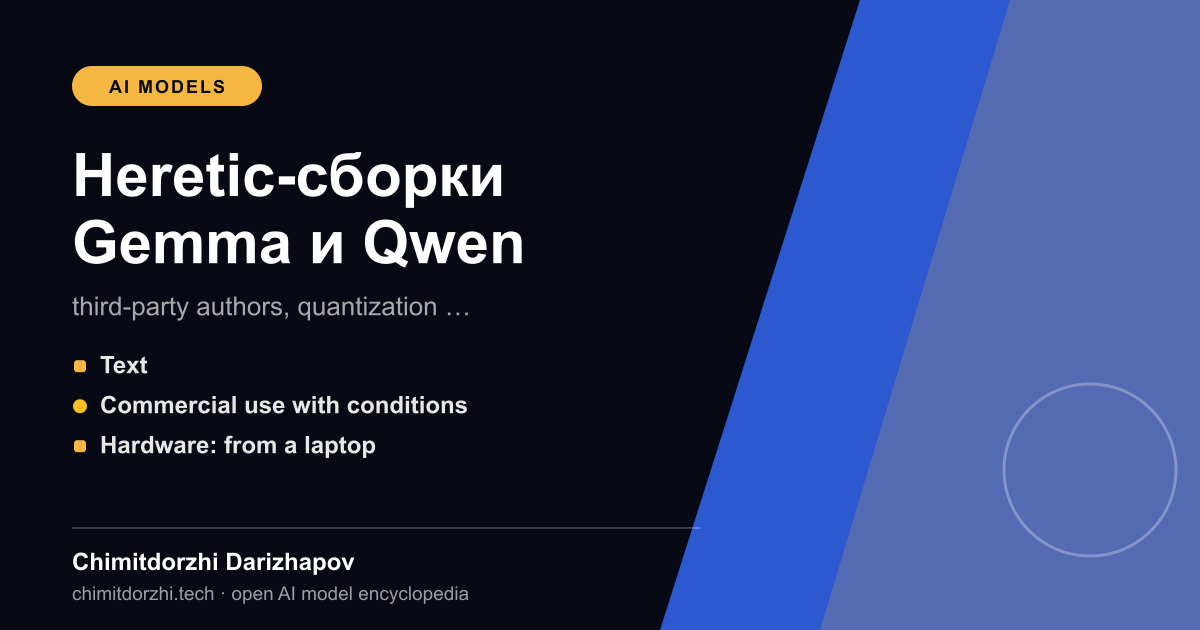 AI MODELS
Heretic-сборки
Gemma и Qwen
third-party authors, quantization …
Text
Commercial use with conditions
Hardware: from a laptop
Chimitdorzhi Darizhapov
chimitdorzhi.tech · open AI model encyclopedia